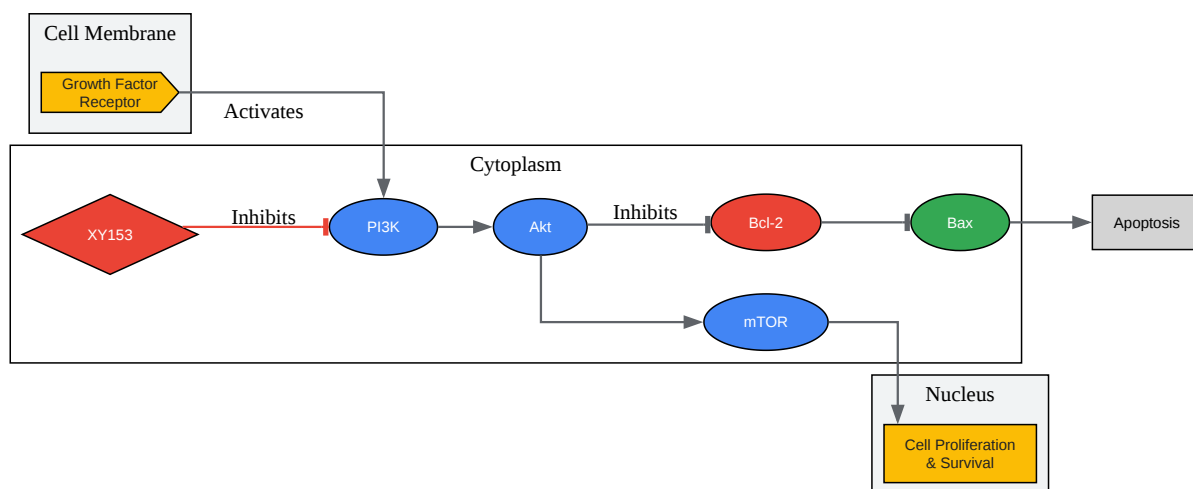 Cell Membrane
Growth Factor
Receptor
Activates
Cytoplasm
XY153
Inhibits
PI3K
Akt
Inhibits
Bcl-2
Bax
Apoptosis
mTOR
Nucleus
Cell Proliferation
& Survival